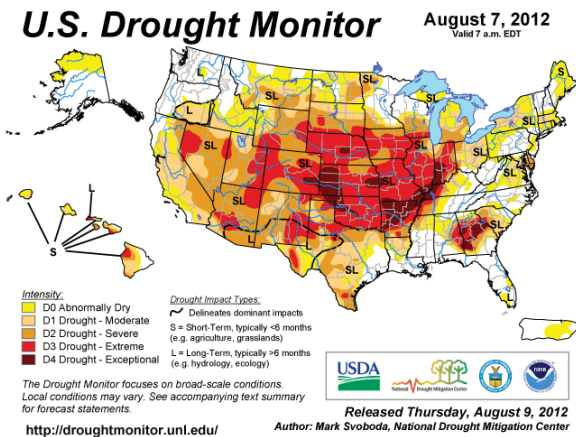 U.S. Drought Monitor
August 7, 2012
Valid 7 a.m. EDT
L
SL
SL
SL
S
L
SL
SL
SL
SL
SL
SL
SL
SL
L
SL
SL
L
L
S
Intensity:
D0 Abnormally Dry
D1 Drought - Moderate
D2 Drought - Severe
D3 Drought - Extreme
D4 Drought - Exceptional
Drought Impact Types:
Delineates dominant impacts
S = Short-Term, typically <6 months
(e.g. agriculture, grasslands)
L = Long-Term, typically >6 months
(e.g. hydrology, ecology)
The Drought Monitor focuses on broad-scale conditions.
Local conditions may vary. See accompanying text summary
for forecast statements.
http://droughtmonitor.unl.edu/
USDA
National Drought Mitigation Center
NOAA
Released Thursday, August 9, 2012
Author: Mark Svoboda, National Drought Mitigation Center